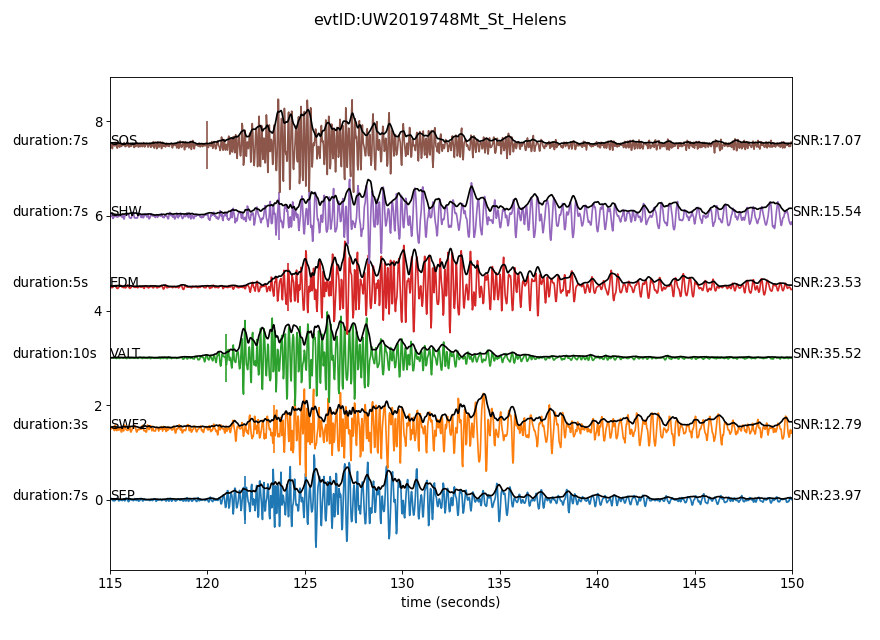 evtID:UW2019748Mt_St_Helens
8
duration:7s SOS SNR:17.07
duration:7s SHW SNR:15.54
6
duration:5s EDM SNR:23.53
4
duration:10s VALT SNR:35.52
2
duration:3s SWF2 SNR:12.79
duration:7s SEP SNR:23.97
0
115 120 125 130 135 140 145 150
time (seconds)